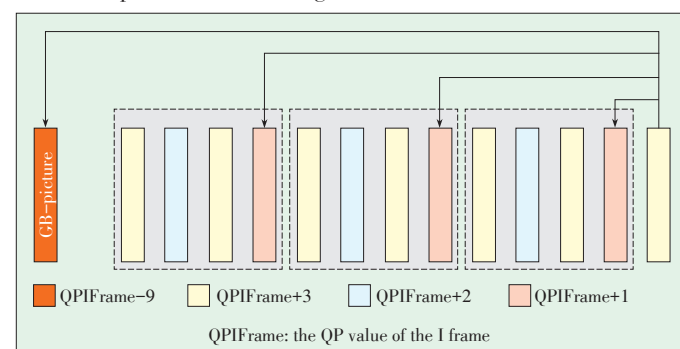 GB-picture
QPIFrame−9 QPIFrame+3 QPIFrame+2 QPIFrame+1
QPIFrame: the QP value of the I frame